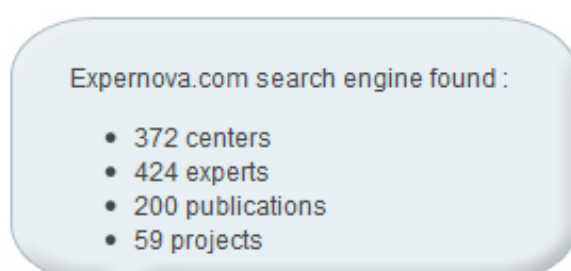 Expernova.com search engine found :
• 372 centers
• 424 experts
• 200 publications
• 59 projects